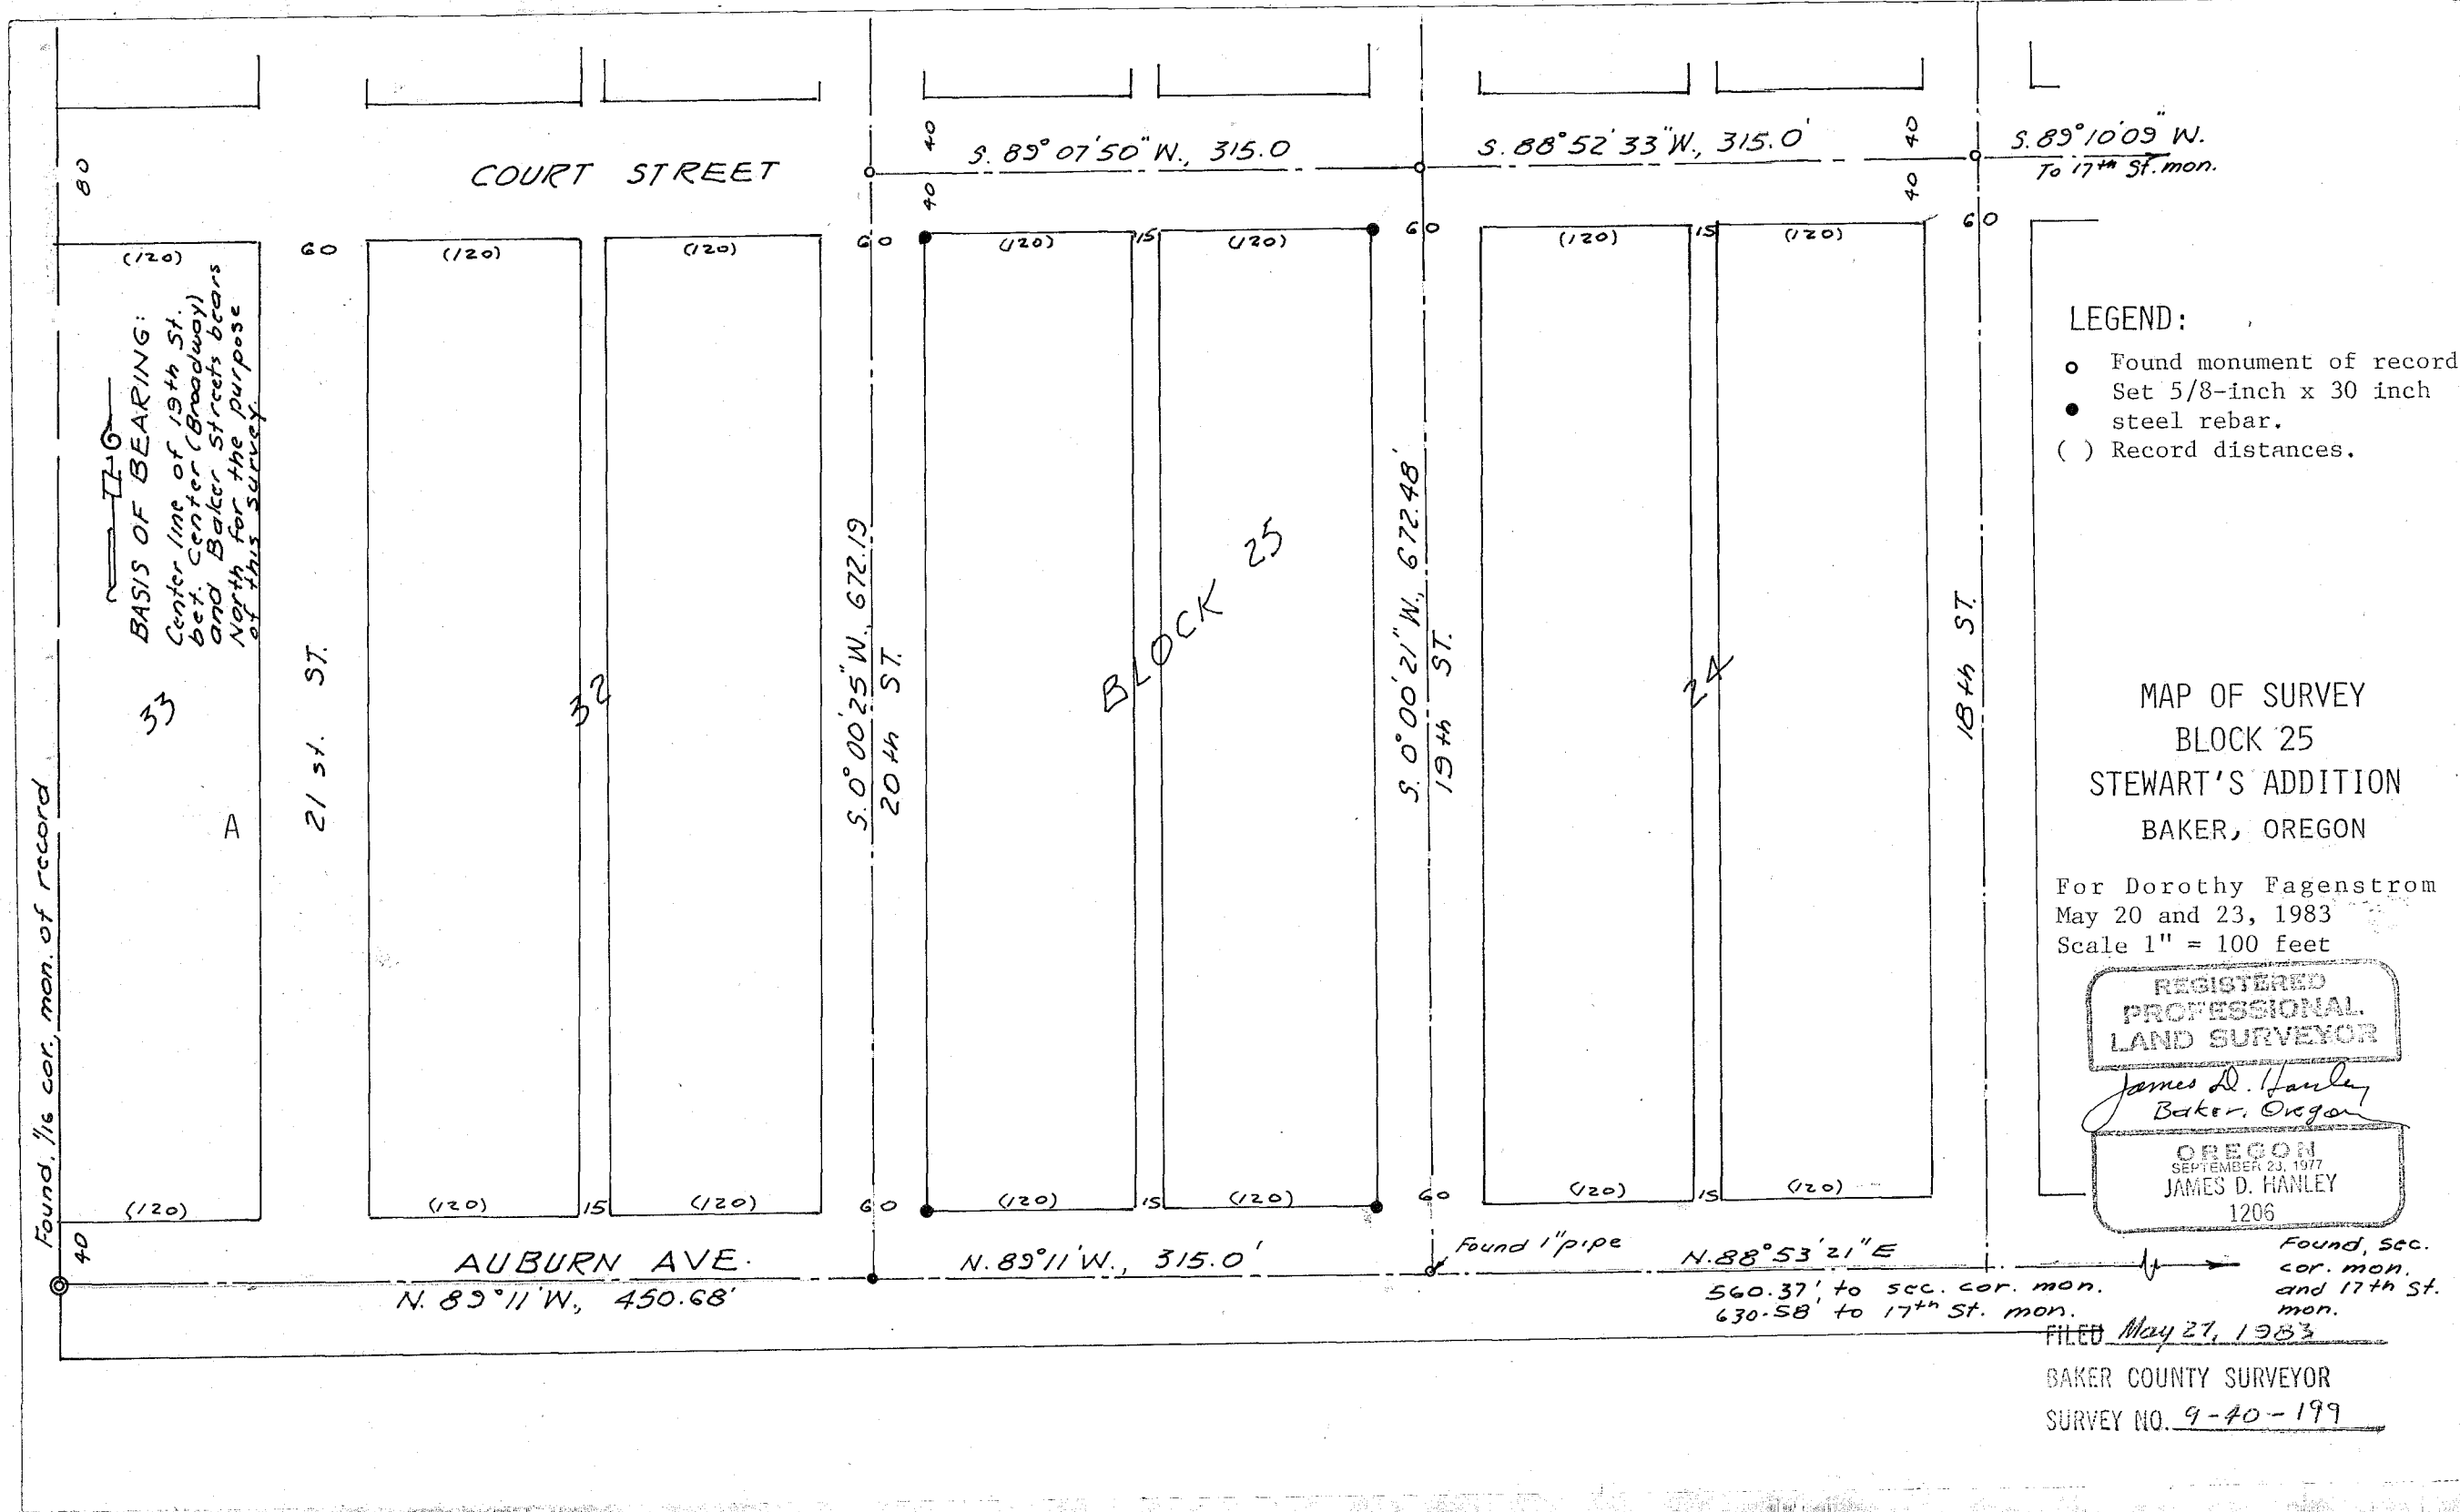 80
COURT STREET
40
40
S. 89° 07' 50" W., 315.0
S. 88° 52' 33" W., 315.0'
40
40
S. 89° 10' 09" W.
To 17th St. mon.
(120)
60
(120)
(120)
60
(120)
15
(120)
60
(120)
15
(120)
60
BASIS OF BEARING:
Center line of 19th St.
bet. Center (Broadway)
and Baker Streets bears
North for the purpose
of this survey.
33
A
21 st. ST.
32
S. 0° 00' 25" W., 672.19
20 th ST.
BLOCK 25
S. 0° 00' 21" W., 672.48'
19 th ST.
24
18 th ST.
LEGEND:
Found monument of record
Set 5/8-inch x 30 inch
steel rebar.
( ) Record distances.
MAP OF SURVEY
BLOCK 25
STEWART'S ADDITION
BAKER, OREGON
For Dorothy Fagenstrom
May 20 and 23, 1983
Scale 1" = 100 feet
REGISTERED
PROFESSIONAL
LAND SURVEYOR
James D. Hanley
Baker, Oregon
OREGON
SEPTEMBER 23, 1977
JAMES D. HANLEY
1206
Found, 1/16 cor., mon. of record
(120)
40
(120)
15
(120)
60
(120)
15
(120)
60
(120)
15
(120)
AUBURN AVE.
N. 89° 11' W., 450.68'
N. 89° 11' W., 315.0'
Found 1" pipe
N. 88° 53' 21" E
560.37' to sec. cor. mon.
630.58' to 17th St. mon.
Found, sec.
cor. mon.
and 17th St.
mon.
FILED May 27, 1983
BAKER COUNTY SURVEYOR
SURVEY NO. 9-40-199